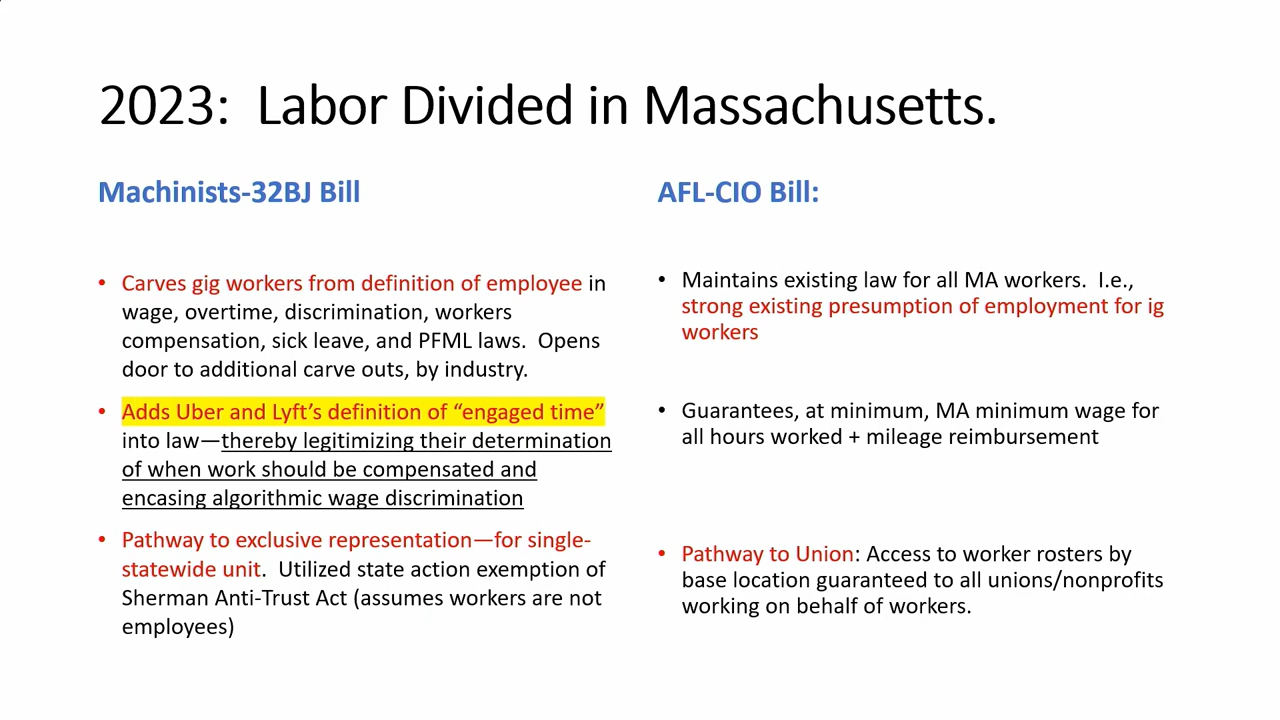 2023:  Labor Divided in Massachusetts.
Machinists-32BJ Bill
• Carves gig workers from definition of employee in
wage, overtime, discrimination, workers
compensation, sick leave, and PFML laws.  Opens
door to additional carve outs, by industry.
• Adds Uber and Lyft’s definition of “engaged time”
into law—thereby legitimizing their determination
of when work should be compensated and
encasing algorithmic wage discrimination
• Pathway to exclusive representation—for single-
statewide unit.  Utilized state action exemption of
Sherman Anti-Trust Act (assumes workers are not
employees)
AFL-CIO Bill:
• Maintains existing law for all MA workers.  I.e.,
strong existing presumption of employment for ig
workers
• Guarantees, at minimum, MA minimum wage for
all hours worked + mileage reimbursement
• Pathway to Union: Access to worker rosters by
base location guaranteed to all unions/nonprofits
working on behalf of workers.